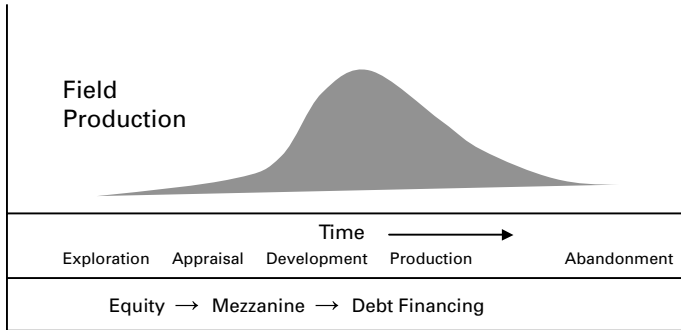 Field
Production
Time
Exploration Appraisal Development Production Abandonment
Equity → Mezzanine → Debt Financing